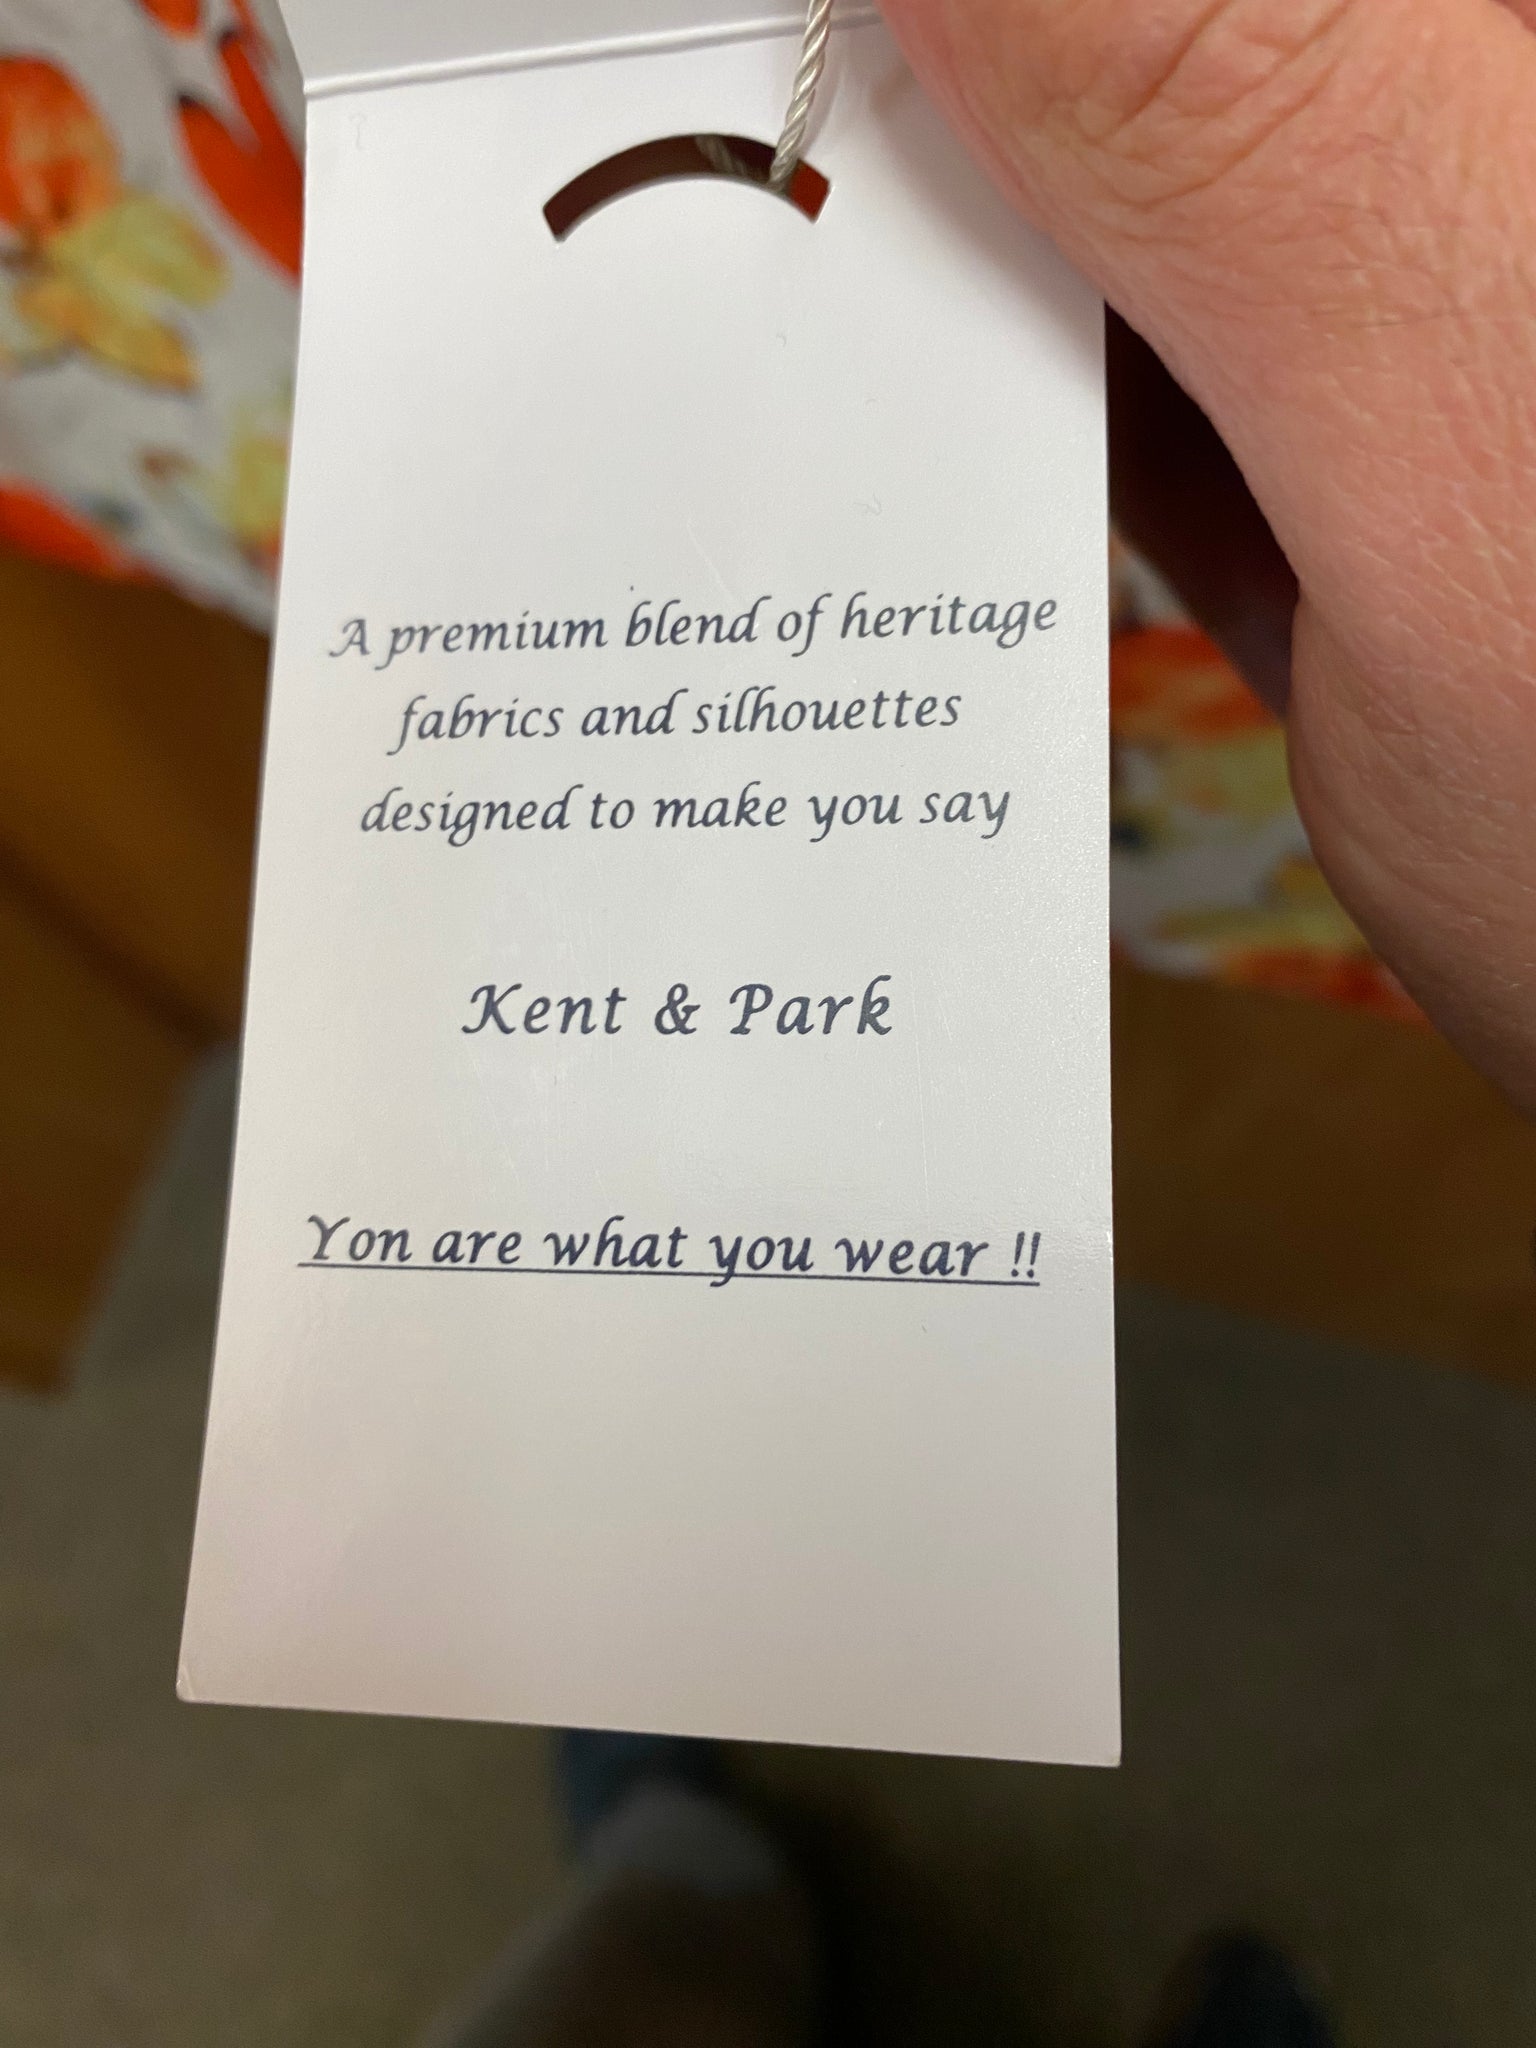 A premium blend of heritage
fabrics and silhouettes
designed to make you say
Kent & Park
Yon are what you wear !!